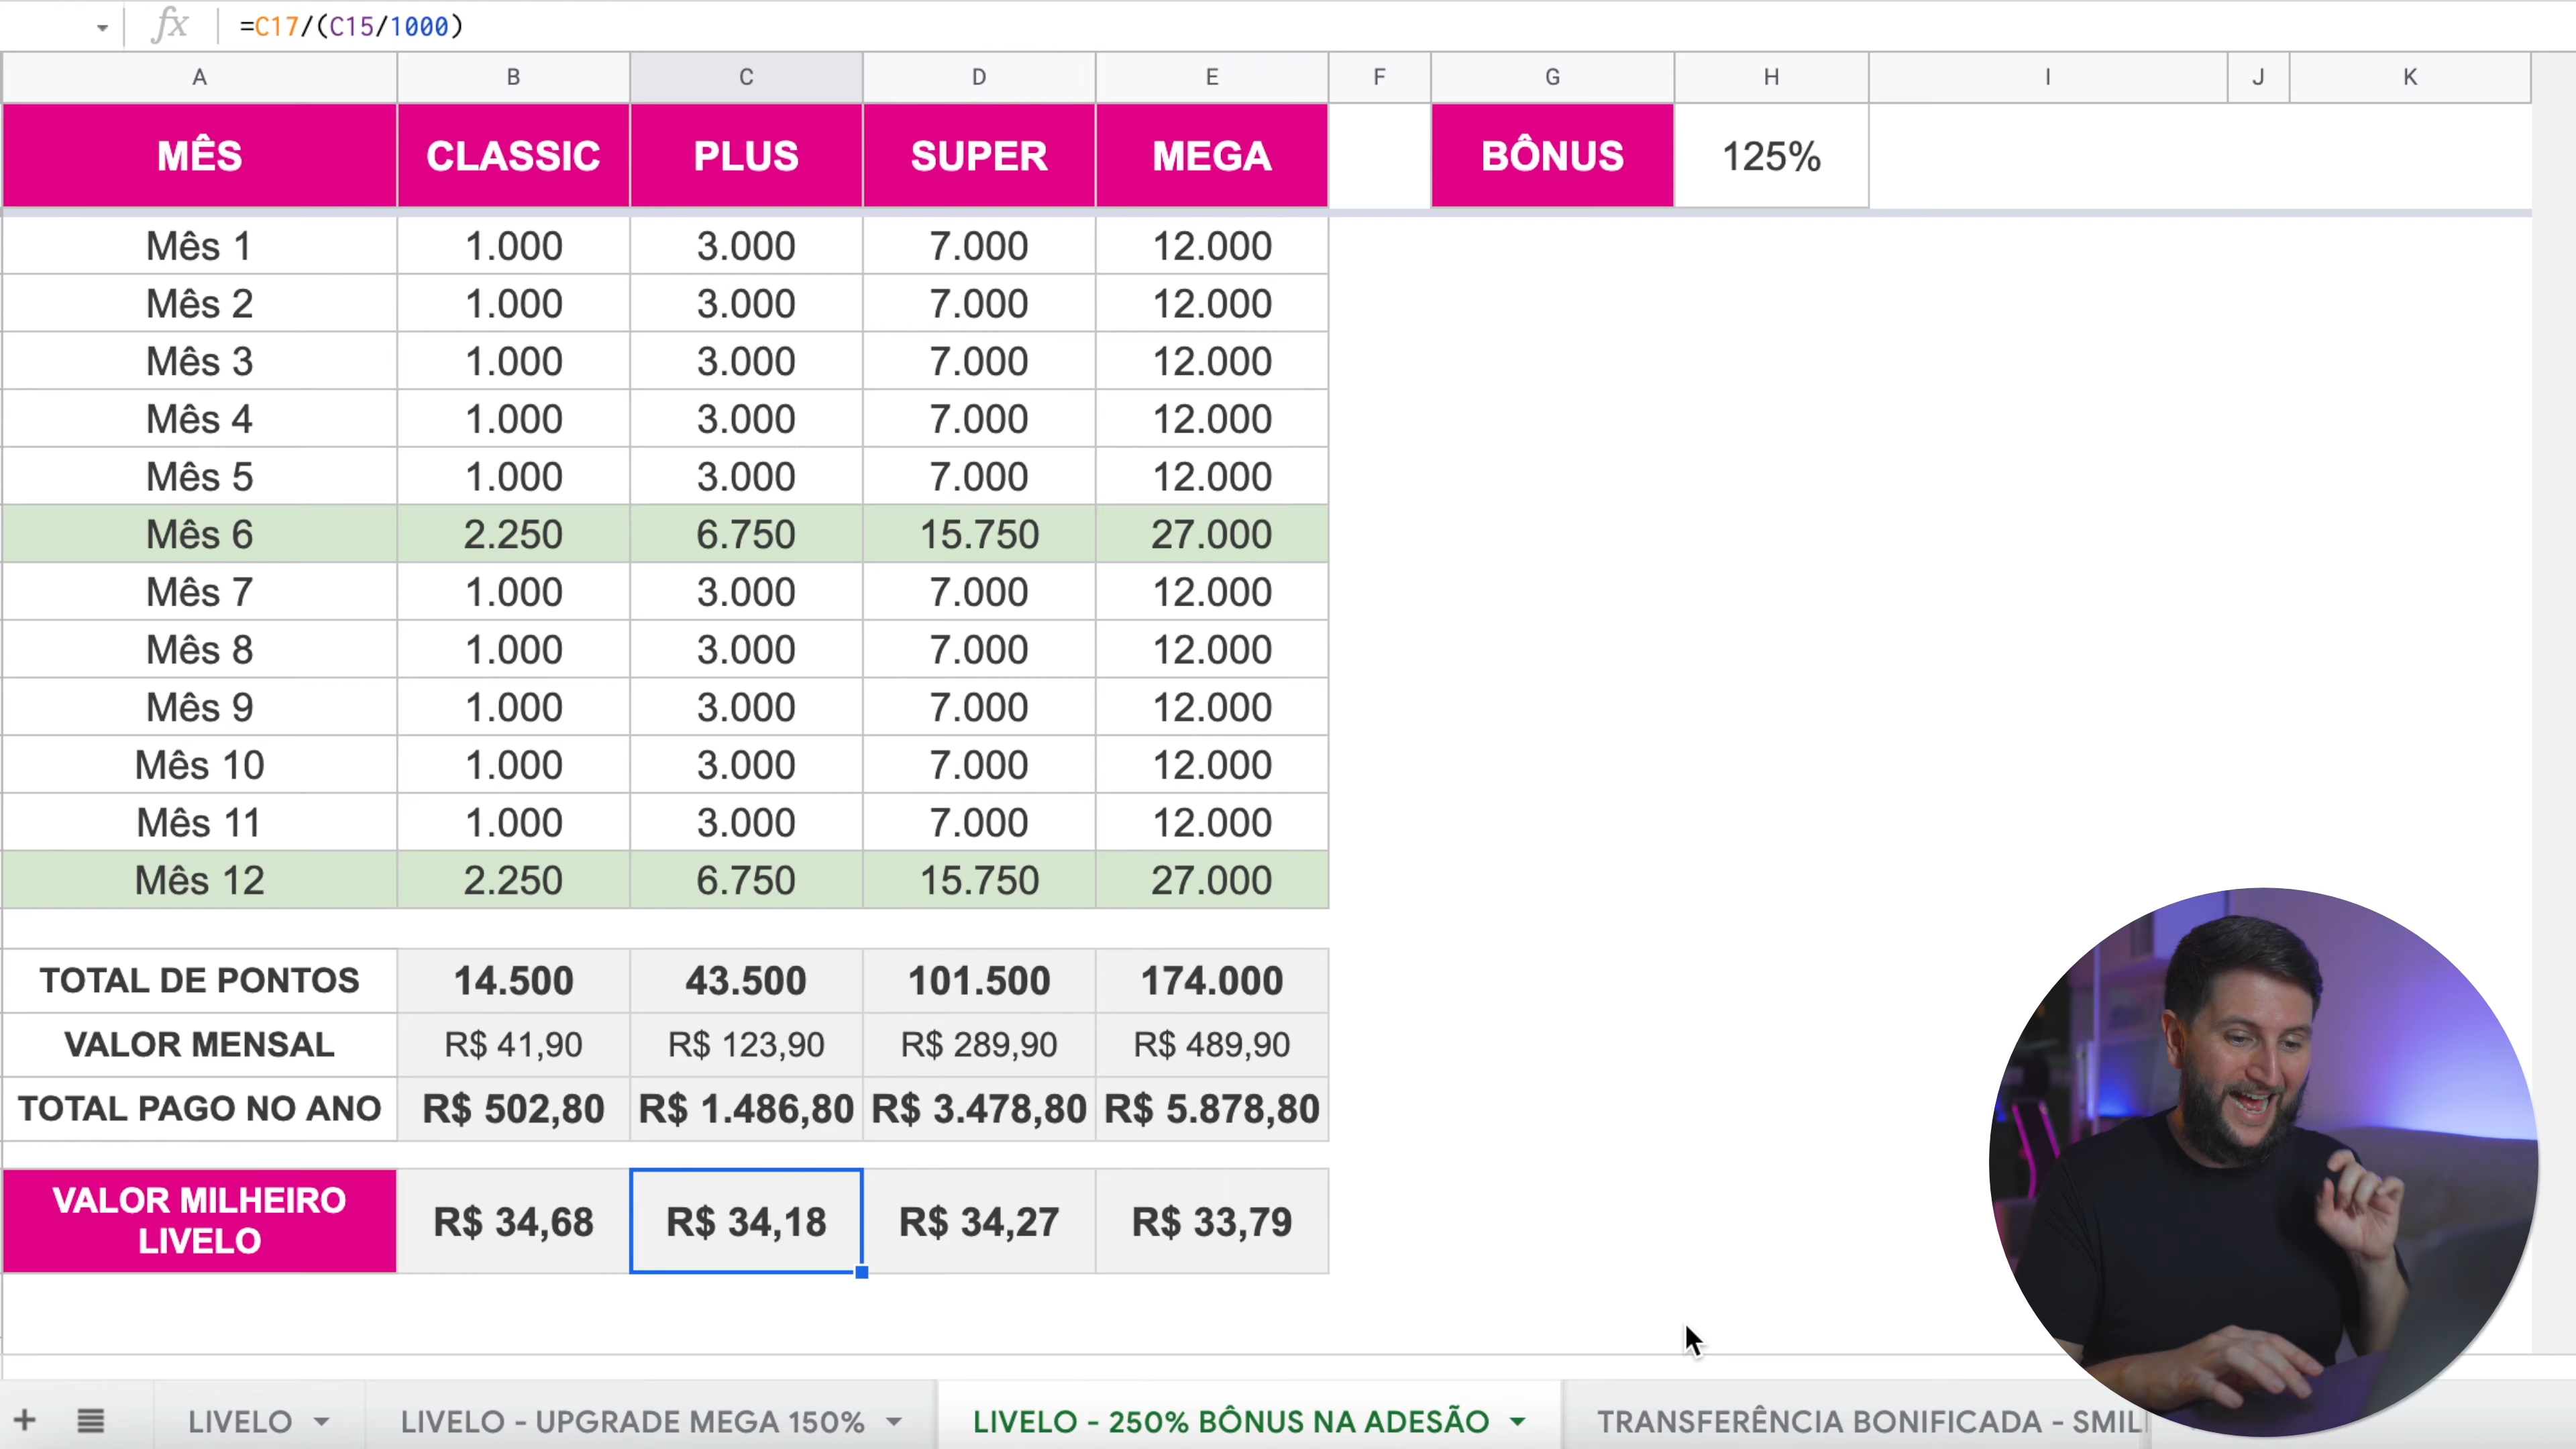 fx =C17/(C15/1000)
A B C D E F G H I J K
MÊS CLASSIC PLUS SUPER MEGA BÔNUS 125%
Mês 1 1.000 3.000 7.000 12.000
Mês 2 1.000 3.000 7.000 12.000
Mês 3 1.000 3.000 7.000 12.000
Mês 4 1.000 3.000 7.000 12.000
Mês 5 1.000 3.000 7.000 12.000
Mês 6 2.250 6.750 15.750 27.000
Mês 7 1.000 3.000 7.000 12.000
Mês 8 1.000 3.000 7.000 12.000
Mês 9 1.000 3.000 7.000 12.000
Mês 10 1.000 3.000 7.000 12.000
Mês 11 1.000 3.000 7.000 12.000
Mês 12 2.250 6.750 15.750 27.000
TOTAL DE PONTOS 14.500 43.500 101.500 174.000
VALOR MENSAL R$ 41,90 R$ 123,90 R$ 289,90 R$ 489,90
TOTAL PAGO NO ANO R$ 502,80 R$ 1.486,80 R$ 3.478,80 R$ 5.878,80
VALOR MILHEIRO
LIVELO R$ 34,68 R$ 34,18 R$ 34,27 R$ 33,79
LIVELO LIVELO - UPGRADE MEGA 150% LIVELO - 250% BÔNUS NA ADESÃO TRANSFERÊNCIA BONIFICADA - SMIL